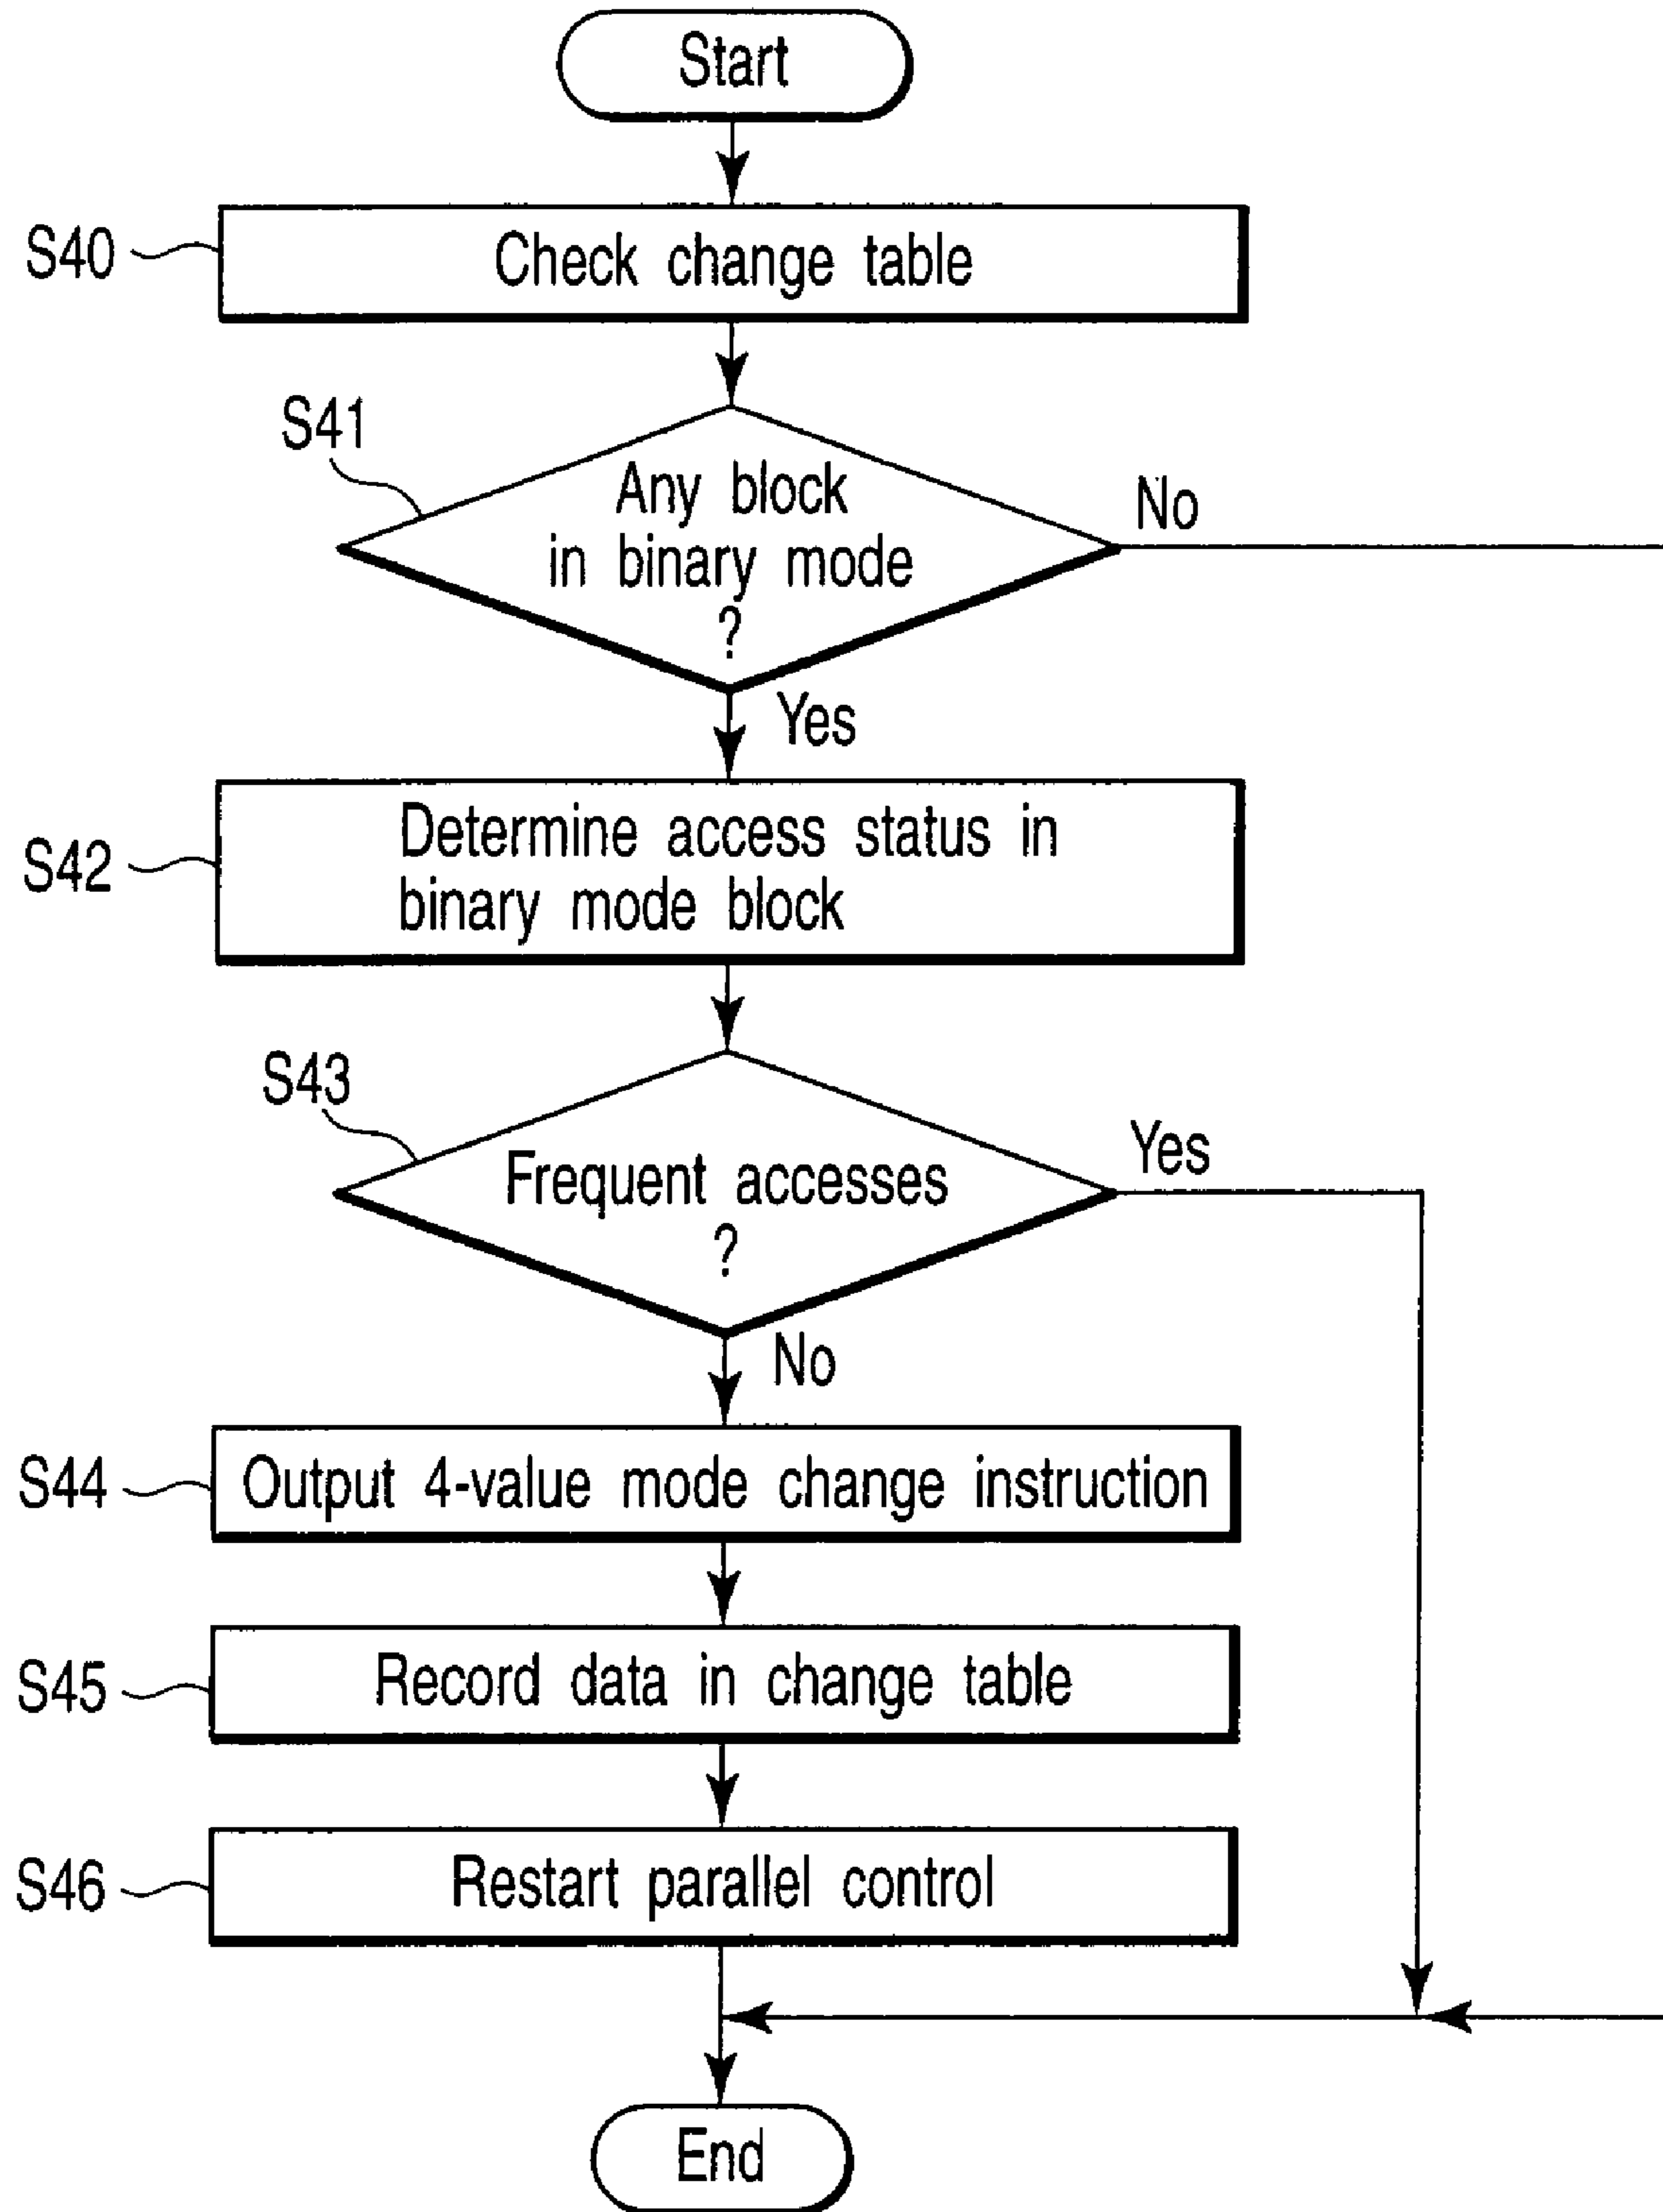 Start
S40
Check change table
S41
Any block
in binary mode
?
No
Yes
S42
Determine access status in
binary mode block
S43
Frequent accesses
?
Yes
No
S44
Output 4-value mode change instruction
S45
Record data in change table
S46
Restart parallel control
End